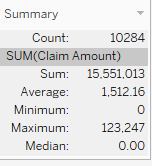 Summary
Count: 10284
SUM(Claim Amount)
Sum: 15,551,013
Average: 1,512.16
Minimum: 0
Maximum: 123,247
Median: 0.00